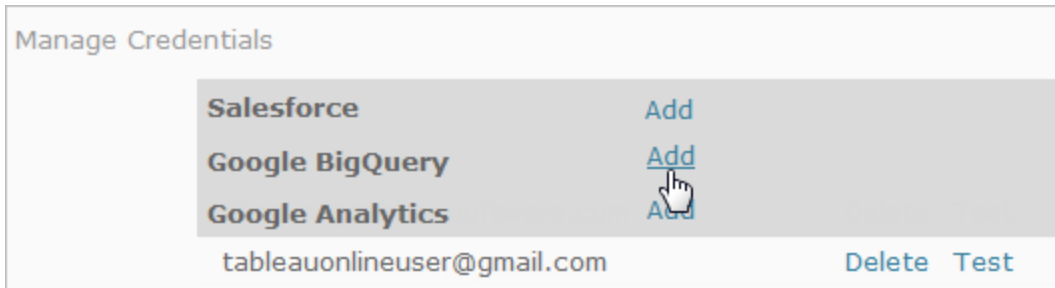 Manage Credentials
Salesforce Add
Google BigQuery Add
Google Analytics Add
tableauonlineuser@gmail.com Delete Test